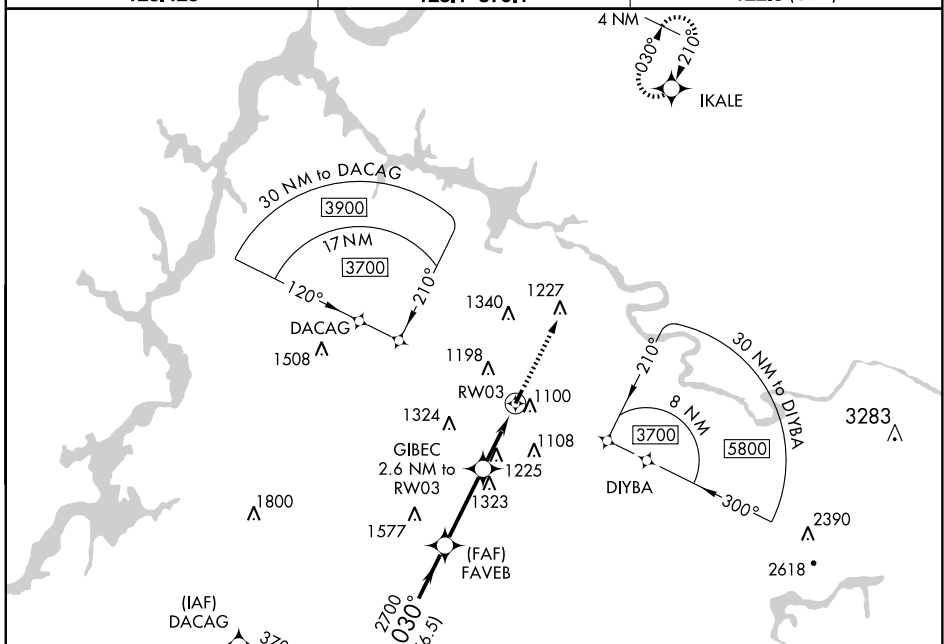 4 NM
030°
210°
IKALE
30 NM to DACAG
3900
17 NM
3700
120°
210°
DACAG
1508
1340
1227
1198
RW03
1100
1324
GIBEC
2.6 NM to
RW03
1108
1225
1323
210°
30 NM to DIYBA
8 NM
3700
5800
DIYBA
300°
3283
1800
1577
2390
2618
(FAF)
FAVEB
2700
030°
(IAF)
DACAG